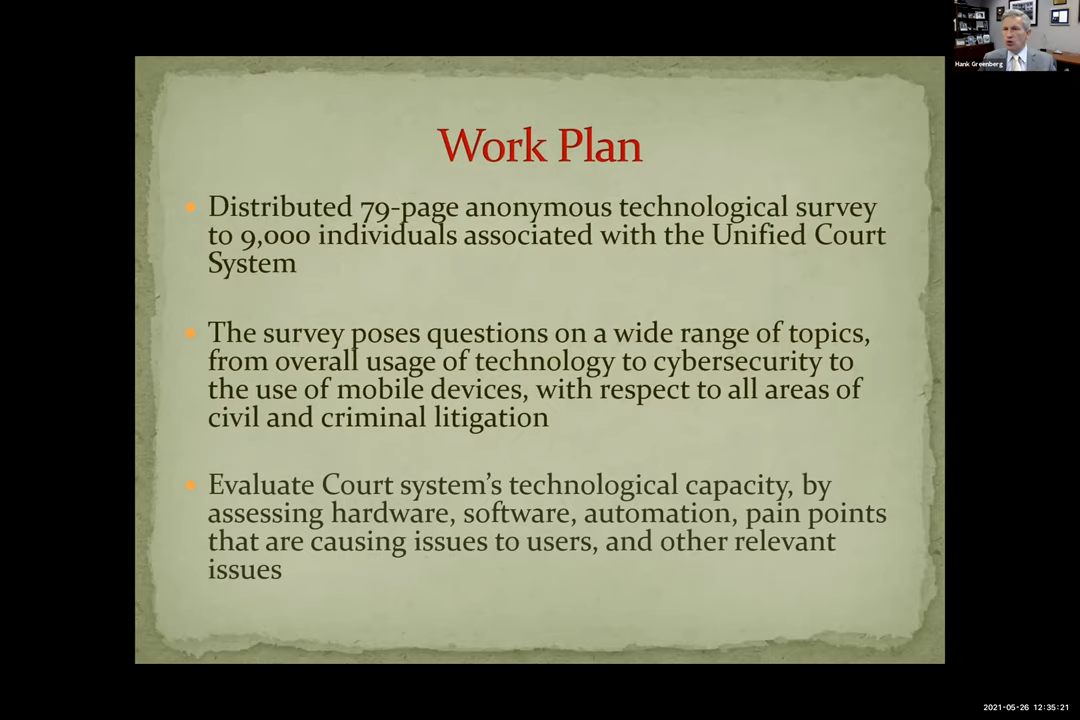 Hank Greenberg
Work Plan
Distributed 79-page anonymous technological survey
to 9,000 individuals associated with the Unified Court
System
The survey poses questions on a wide range of topics,
from overall usage of technology to cybersecurity to
the use of mobile devices, with respect to all areas of
civil and criminal litigation
Evaluate Court system’s technological capacity, by
assessing hardware, software, automation, pain points
that are causing issues to users, and other relevant
issues
2021-05-26 12:35:21